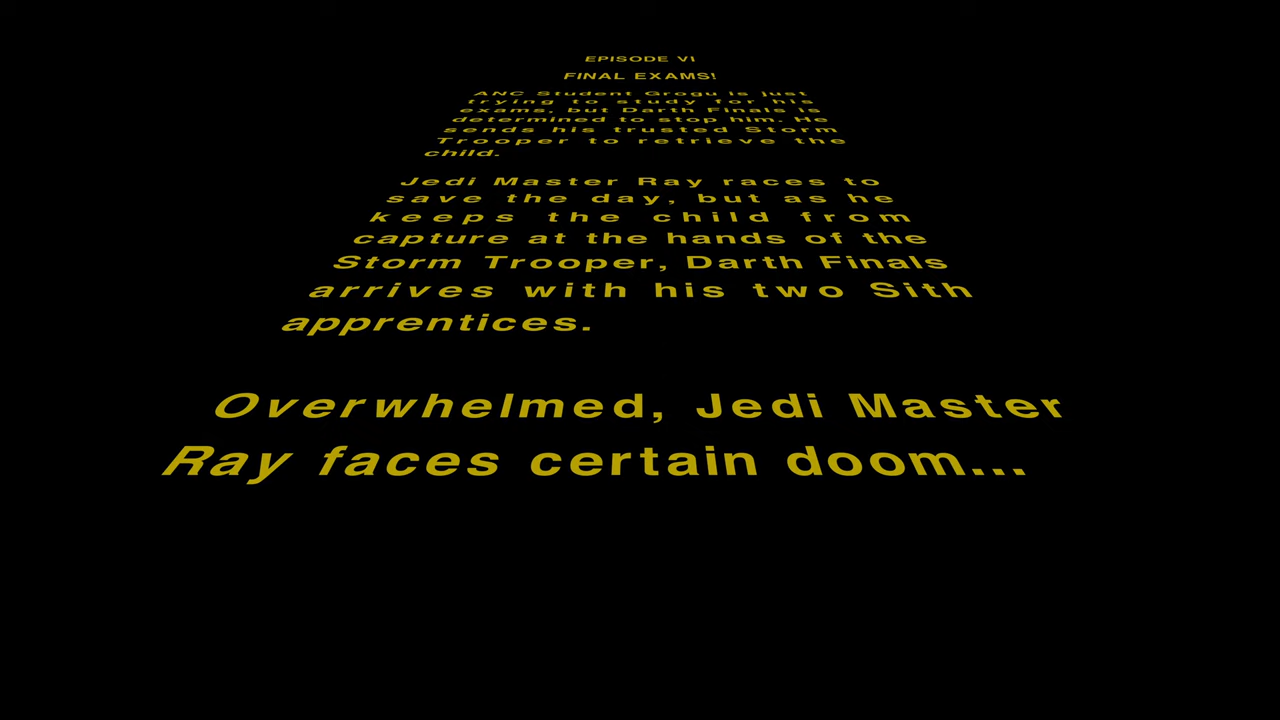 EPISODE VI
FINAL EXAMS!
ANC Student Grogu is just
trying to study for his
exams, but Darth Finals is
determined to stop him. He
sends his trusted Storm
Trooper to retrieve the
child.
Jedi Master Ray races to
save the day, but as he
keeps the child from
capture at the hands of the
Storm Trooper, Darth Finals
arrives with his two Sith
apprentices.
Overwhelmed, Jedi Master
Ray faces certain doom...